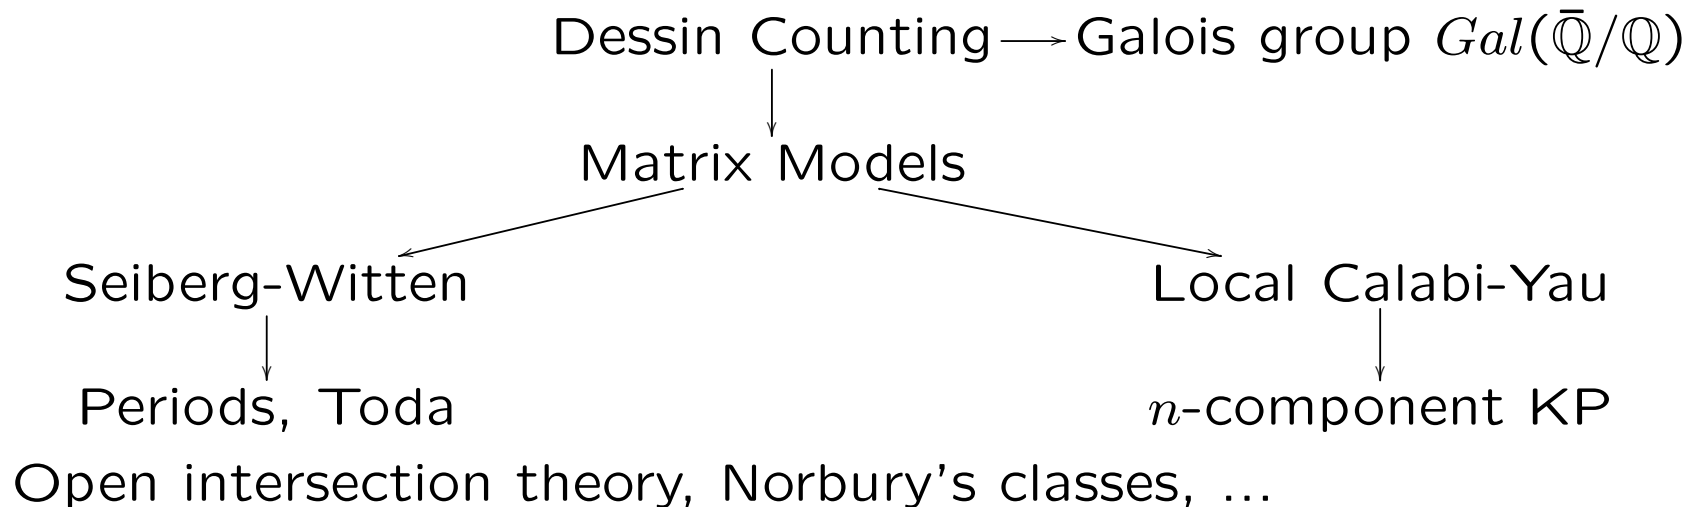 Dessin Counting Galois group Gal(ℚ̄/ℚ)
Matrix Models
Seiberg-Witten Local Calabi-Yau
Periods, Toda n-component KP
Open intersection theory, Norbury's classes, ...